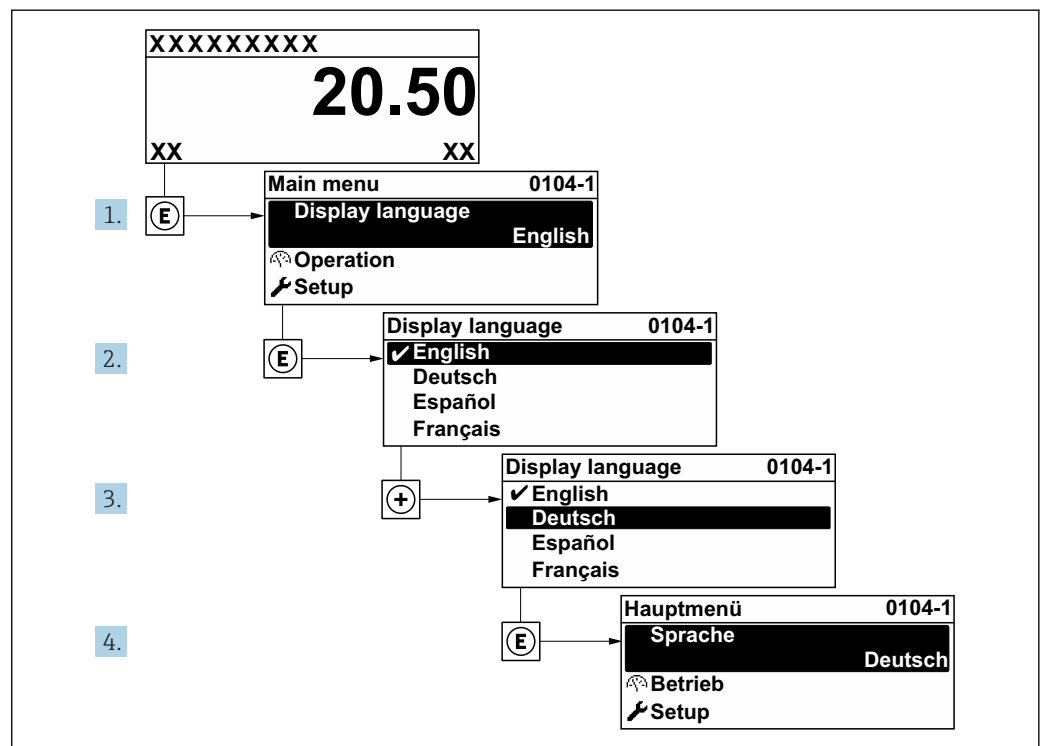 XXXXXXXXX
20.50
XX XX
1. E
Main menu 0104-1
Display language
English
Operation
Setup
2. E
Display language 0104-1
✔ English
Deutsch
Español
Français
3. +
Display language 0104-1
✔ English
Deutsch
Español
Français
4. E
Hauptmenü 0104-1
Sprache
Deutsch
Betrieb
Setup